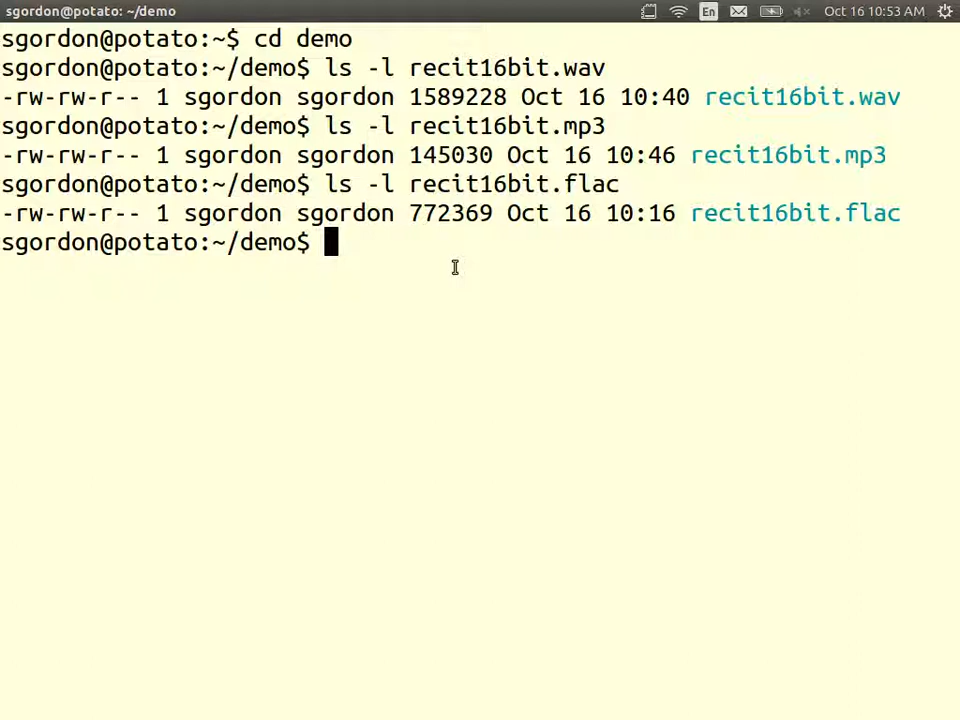 sgordon@potato: ~/demo
En
Oct 16 10:53 AM
sgordon@potato:~$ cd demo
sgordon@potato:~/demo$ ls -l recit16bit.wav
-rw-rw-r-- 1 sgordon sgordon 1589228 Oct 16 10:40 recit16bit.wav
sgordon@potato:~/demo$ ls -l recit16bit.mp3
-rw-rw-r-- 1 sgordon sgordon 145030 Oct 16 10:46 recit16bit.mp3
sgordon@potato:~/demo$ ls -l recit16bit.flac
-rw-rw-r-- 1 sgordon sgordon 772369 Oct 16 10:16 recit16bit.flac
sgordon@potato:~/demo$